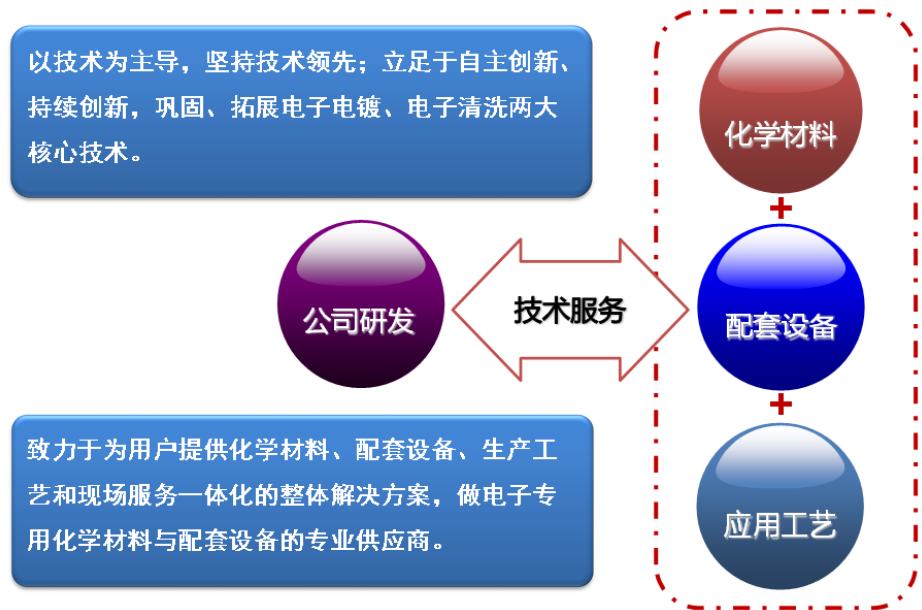 以技术为主导，坚持技术领先；立足于自主创新、
持续创新，巩固、拓展电子电镀、电子清洗两大
核心技术。
化学材料
+
公司研发
技术服务
配套设备
+
致力于为用户提供化学材料、配套设备、生产工
艺和现场服务一体化的整体解决方案，做电子专
用化学材料与配套设备的专业供应商。
应用工艺